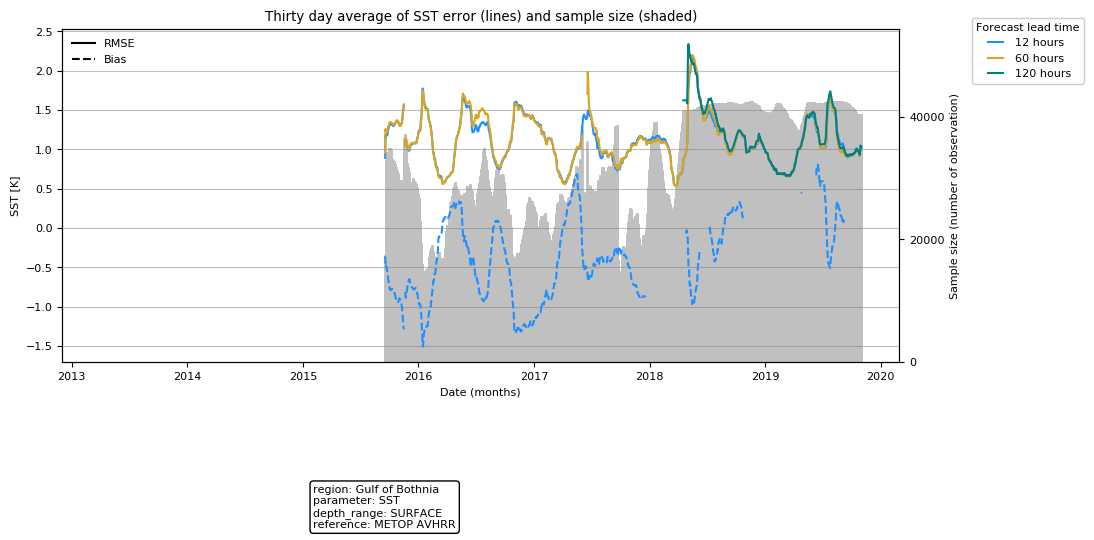 Thirty day average of SST error (lines) and sample size (shaded)
Forecast lead time
12 hours
60 hours
120 hours
RMSE
Bias
SST [K]
2.5
2.0
1.5
1.0
0.5
0.0
−0.5
−1.0
−1.5
Sample size (number of observation)
40000
20000
0
2013 2014 2015 2016 2017 2018 2019 2020
Date (months)
region: Gulf of Bothnia
parameter: SST
depth_range: SURFACE
reference: METOP AVHRR